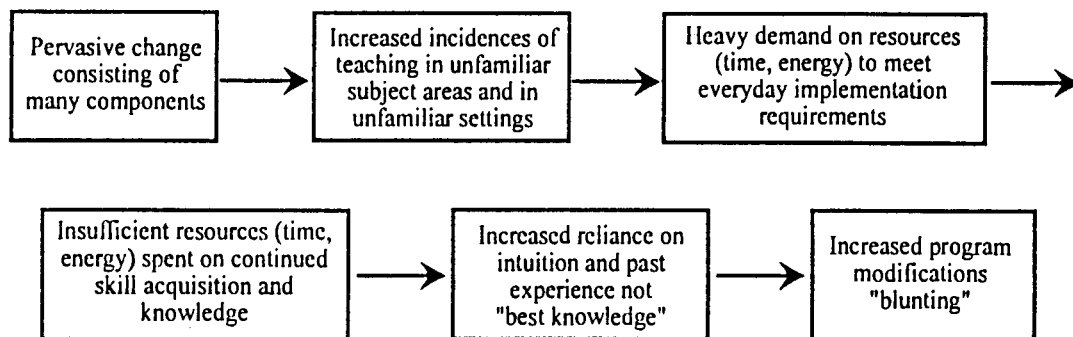 Pervasive change
consisting of
many components
Increased incidences of
teaching in unfamiliar
subject areas and in
unfamiliar settings
Heavy demand on resources
(time, energy) to meet
everyday implementation
requirements
Insufficient resources (time,
energy) spent on continued
skill acquisition and
knowledge
Increased reliance on
intuition and past
experience not
"best knowledge"
Increased program
modifications
"blunting"